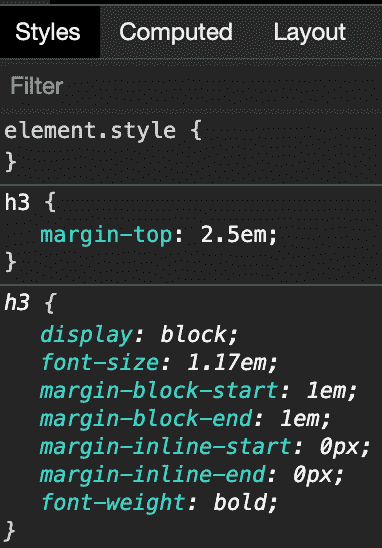 Styles Computed Layout
Filter
element.style {
}
h3 {
margin-top: 2.5em;
}
h3 {
display: block;
font-size: 1.17em;
margin-block-start: 1em;
margin-block-end: 1em;
margin-inline-start: 0px;
margin-inline-end: 0px;
font-weight: bold;
}